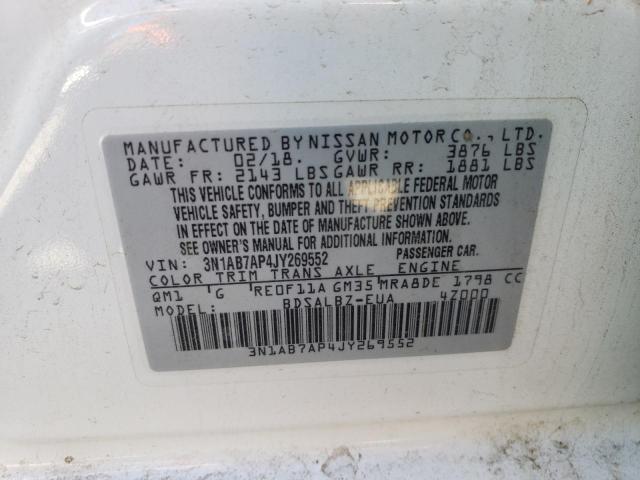 MANUFACTURED BY NISSAN MOTOR CO., LTD.
DATE: 02/18. GVWR: 3876 LBS
GAWR FR: 2143 LBS GAWR RR: 1881 LBS
THIS VEHICLE CONFORMS TO ALL APPLICABLE FEDERAL MOTOR
VEHICLE SAFETY, BUMPER AND THEFT PREVENTION STANDARDS
IN EFFECT ON THE DATE OF MANUFACTURE SHOWN ABOVE.
SEE OWNER'S MANUAL FOR ADDITIONAL INFORMATION.
VIN: 3N1AB7AP4JY269552 PASSENGER CAR.
COLOR TRIM TRANS AXLE ENGINE
QM1 G RE0F11A GM35 MRA8DE 1798 CC
MODEL: BDSALBZ-EUA 4Z000
3N1AB7AP4JY269552